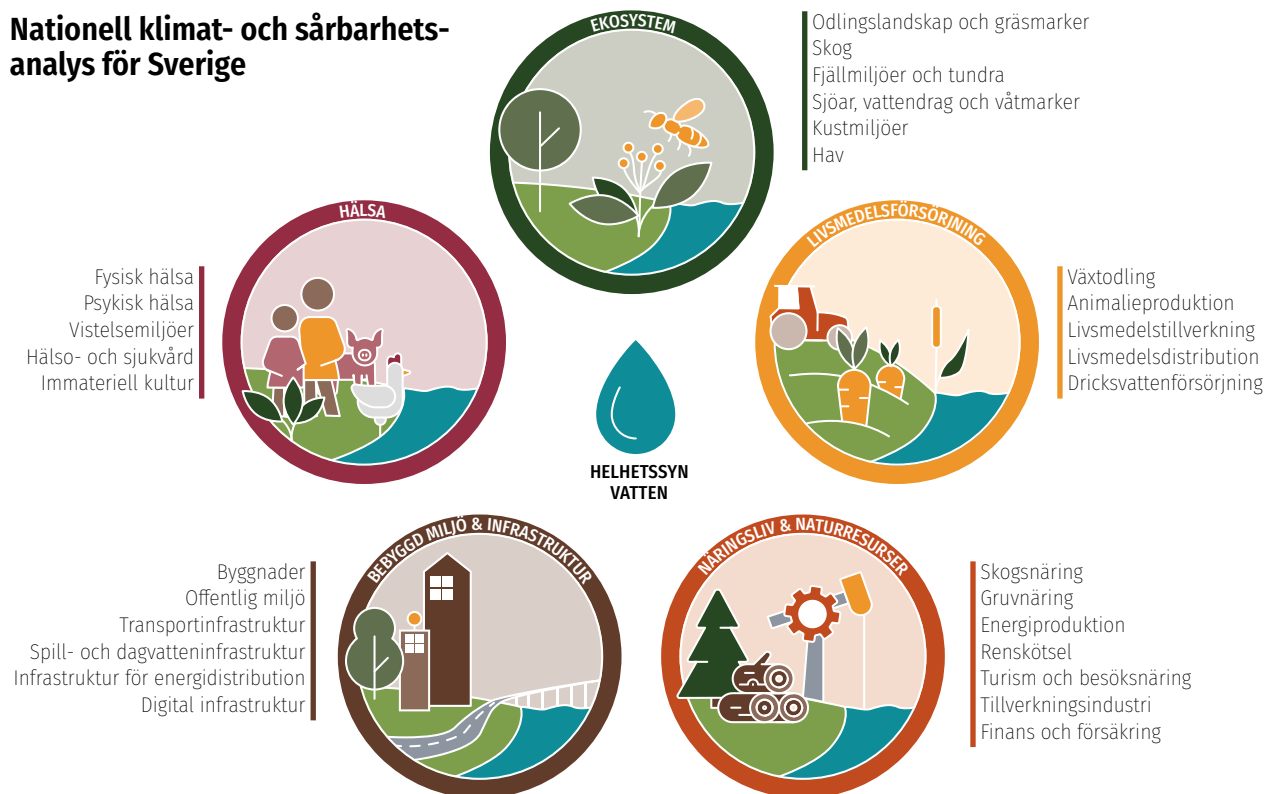 Nationell klimat- och sårbarhets-
analys för Sverige
EKOSYSTEM
Odlingslandskap och gräsmarker
Skog
Fjällmiljöer och tundra
Sjöar, vattendrag och våtmarker
Kustmiljöer
Hav
HÄLSA
Fysisk hälsa
Psykisk hälsa
Vistelsemiljöer
Hälso- och sjukvård
Immateriell kultur
LIVSMEDELSFÖRSÖRJNING
Växtodling
Animalieproduktion
Livsmedelstillverkning
Livsmedelsdistribution
Dricksvattenförsörjning
HELHETSSYN
VATTEN
BEBYGGD MILJÖ & INFRASTRUKTUR
Byggnader
Offentlig miljö
Transportinfrastruktur
Spill- och dagvatteninfrastruktur
Infrastruktur för energidistribution
Digital infrastruktur
NÄRINGSLIV & NATURRESURSER
Skogsnäring
Gruvnäring
Energiproduktion
Renskötsel
Turism och besöksnäring
Tillverkningsindustri
Finans och försäkring